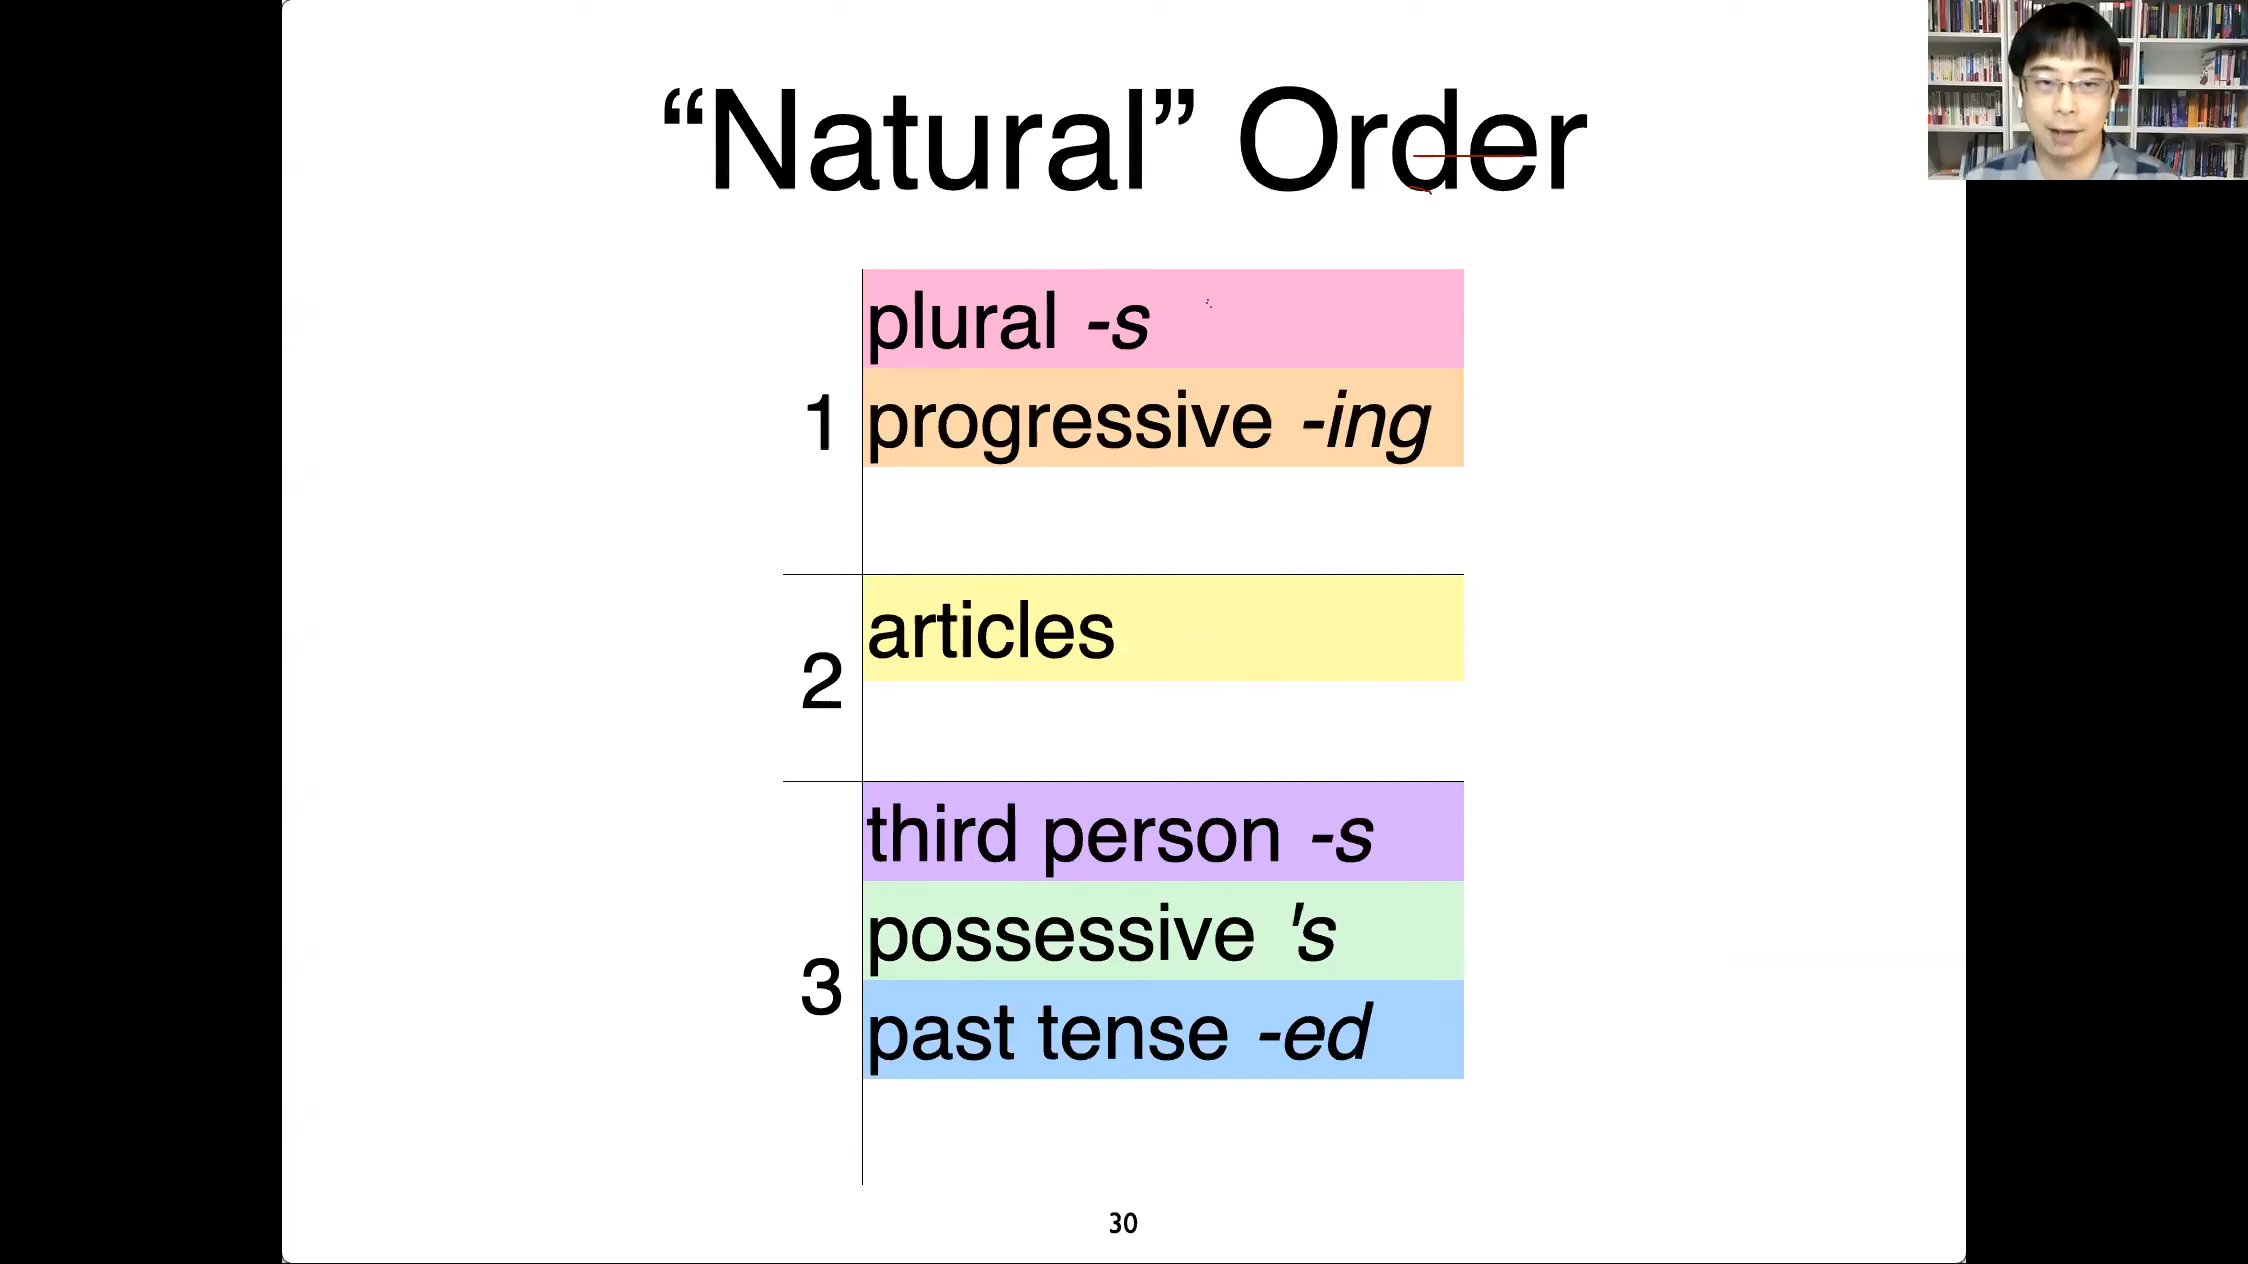 “Natural” Order
plural -s
1 progressive -ing
articles
2
third person -s
possessive 's
3
past tense -ed
30